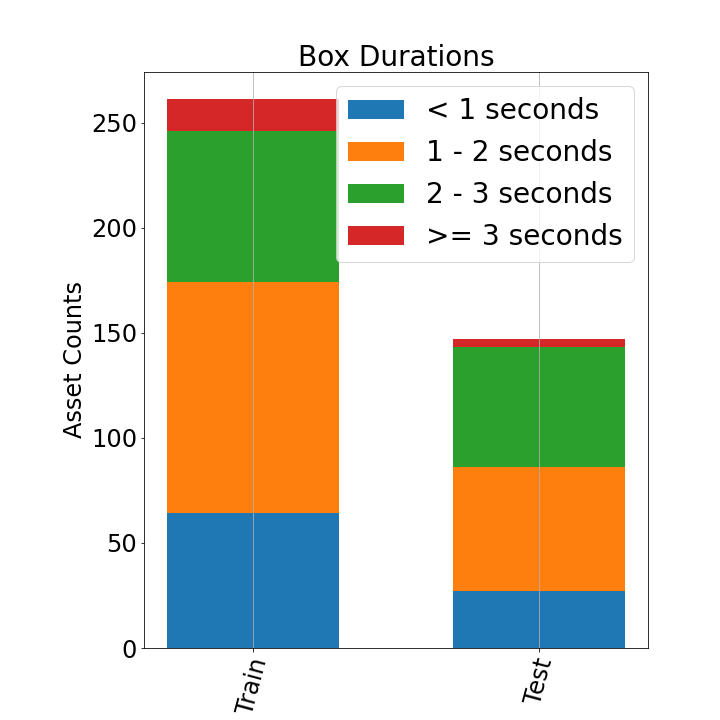 Box Durations
< 1 seconds
1 - 2 seconds
2 - 3 seconds
>= 3 seconds
Asset Counts
250
200
150
100
50
0
Train
Test